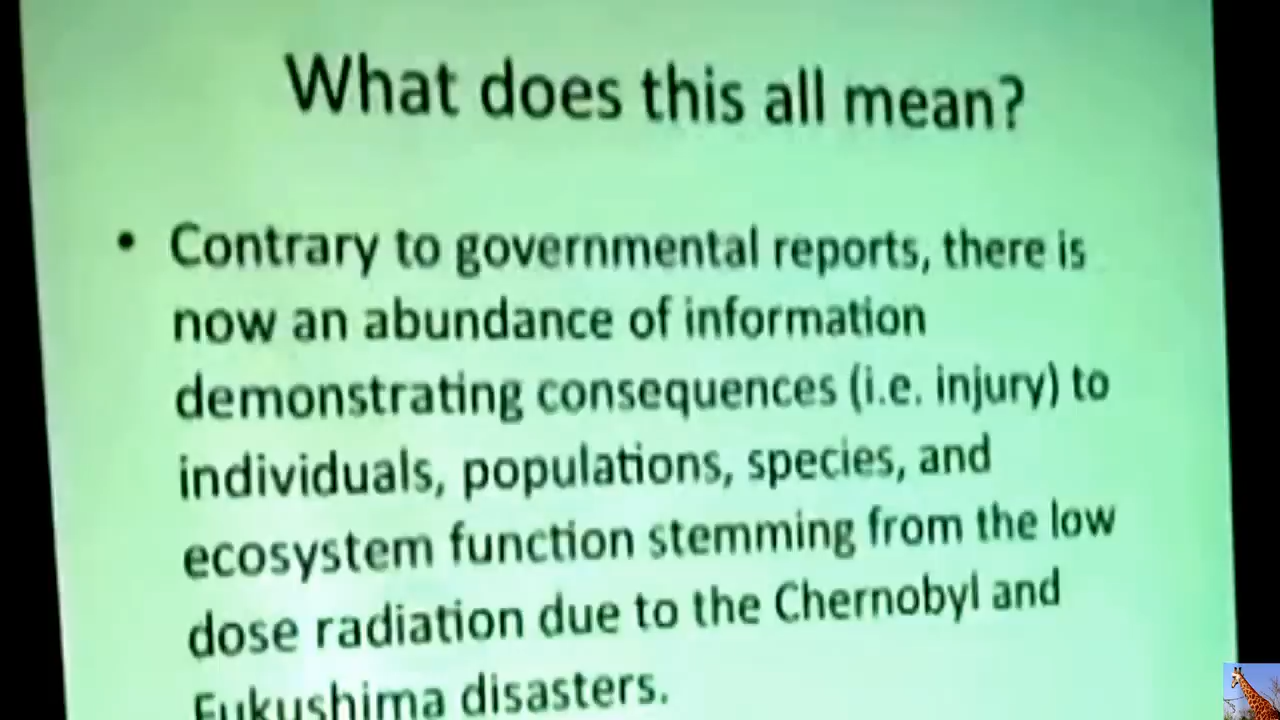 What does this all mean?
• Contrary to governmental reports, there is
now an abundance of information
demonstrating consequences (i.e. injury) to
individuals, populations, species, and
ecosystem function stemming from the low
dose radiation due to the Chernobyl and
Fukushima disasters.